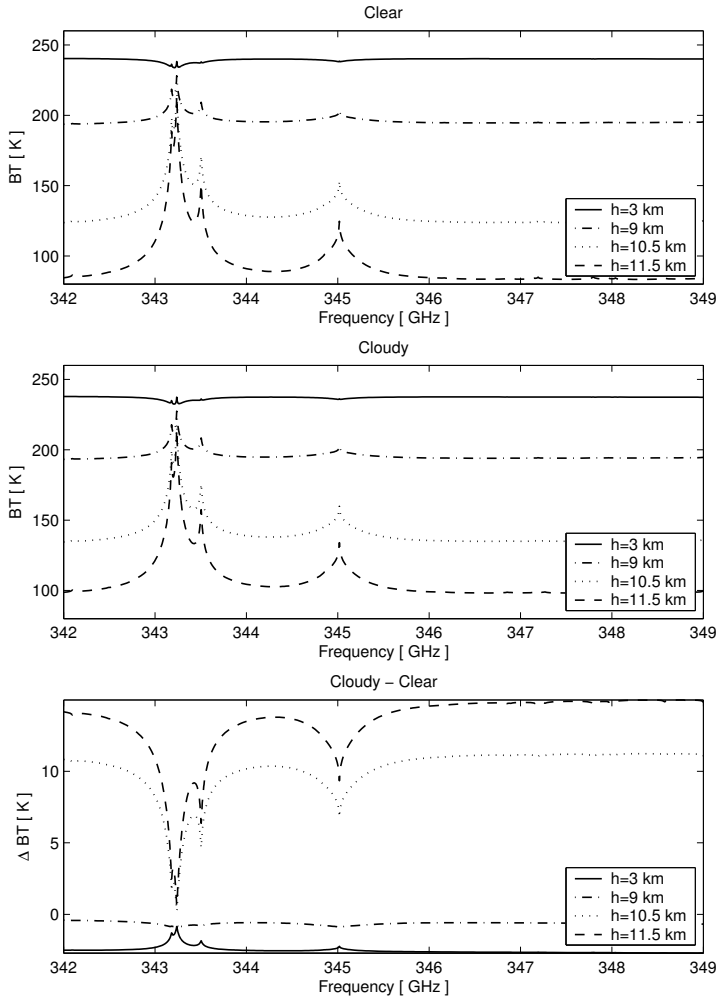 Clear
250
200
150
100
BT [ K ]
342 343 344 345 346 347 348 349
Frequency [ GHz ]
h=3 km
h=9 km
h=10.5 km
h=11.5 km
Cloudy
250
200
150
100
BT [ K ]
342 343 344 345 346 347 348 349
Frequency [ GHz ]
h=3 km
h=9 km
h=10.5 km
h=11.5 km
Cloudy − Clear
10
5
0
Δ BT [ K ]
342 343 344 345 346 347 348 349
Frequency [ GHz ]
h=3 km
h=9 km
h=10.5 km
h=11.5 km